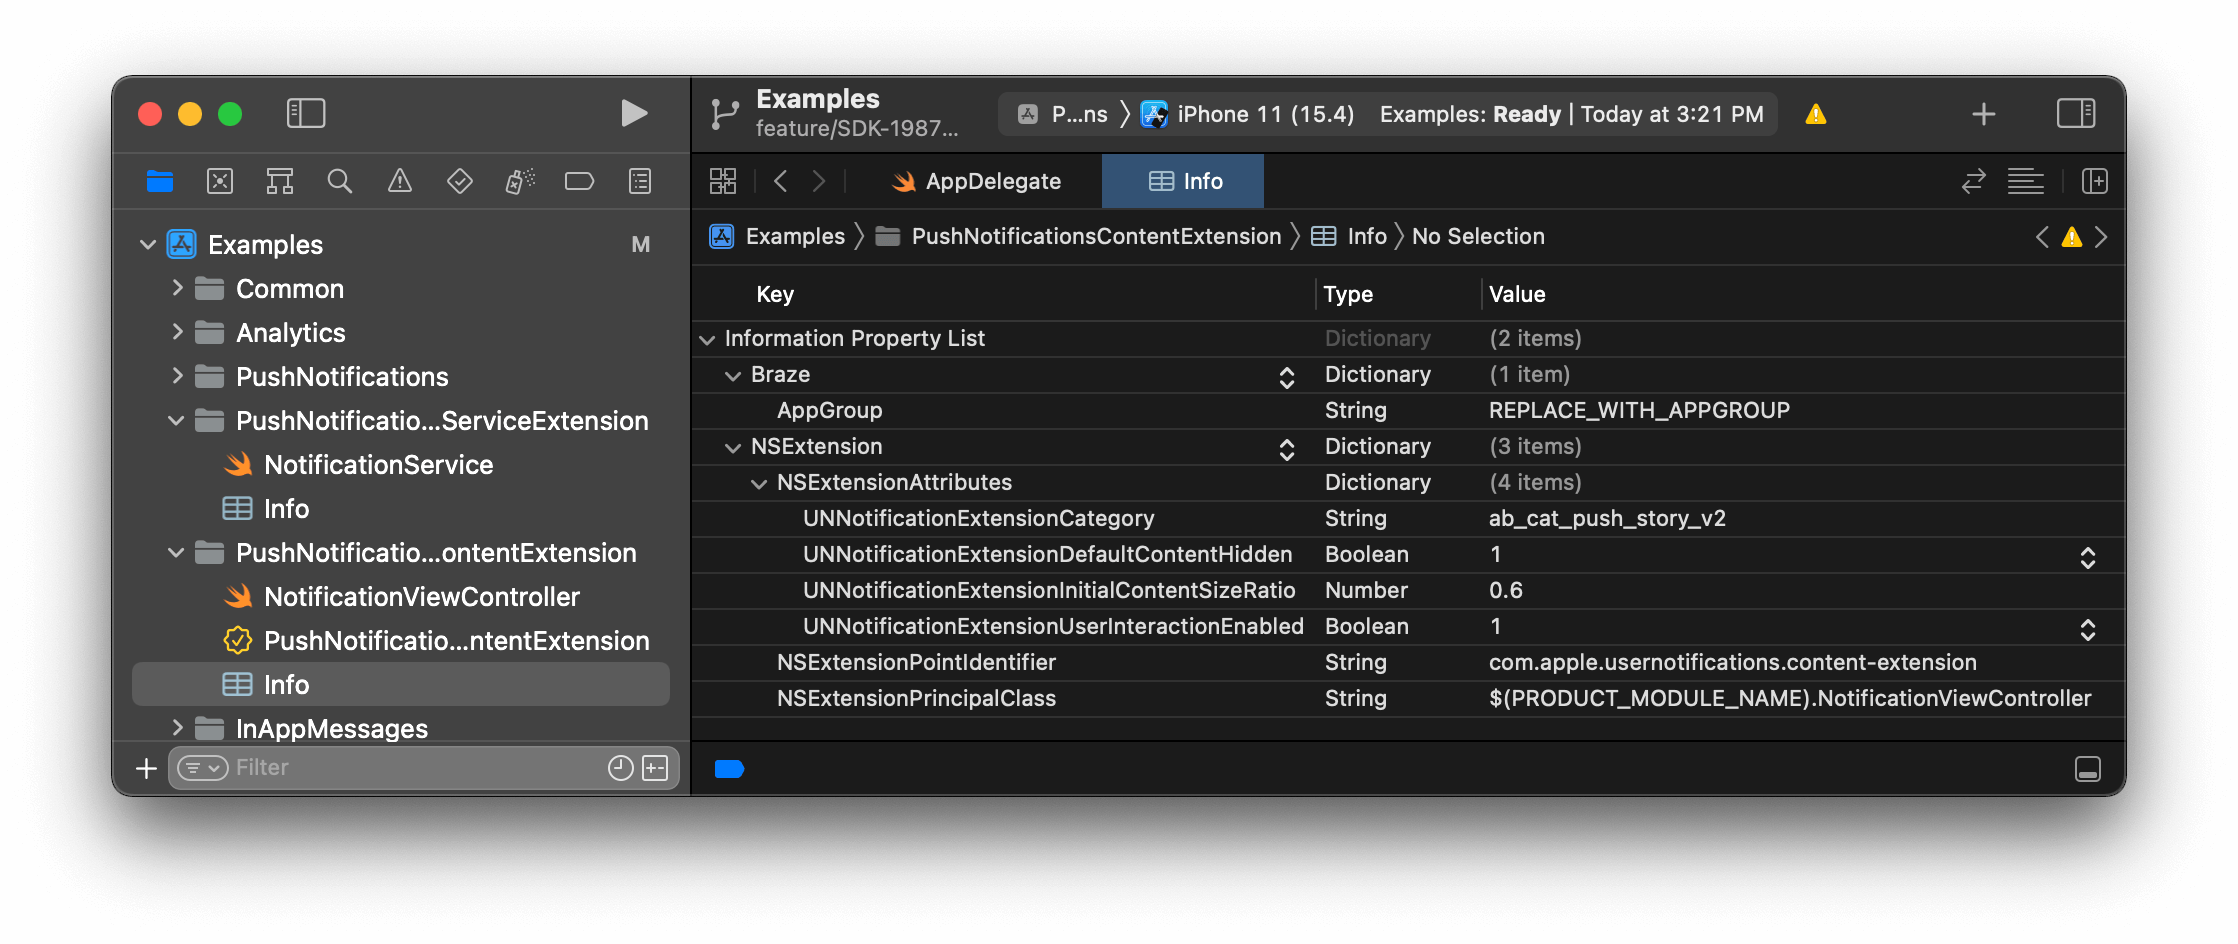 Examples
feature/SDK-1987...
P...ns
iPhone 11 (15.4)
Examples: Ready | Today at 3:21 PM
AppDelegate
Info
Examples
M
Common
Analytics
PushNotifications
PushNotificatio...ServiceExtension
NotificationService
Info
PushNotificatio...ontentExtension
NotificationViewController
PushNotificatio...ntentExtension
Info
InAppMessages
Filter
Examples PushNotificationsContentExtension Info No Selection
Key Type Value
Information Property List Dictionary (2 items)
Braze Dictionary (1 item)
AppGroup String REPLACE_WITH_APPGROUP
NSExtension Dictionary (3 items)
NSExtensionAttributes Dictionary (4 items)
UNNotificationExtensionCategory String ab_cat_push_story_v2
UNNotificationExtensionDefaultContentHidden Boolean 1
UNNotificationExtensionInitialContentSizeRatio Number 0.6
UNNotificationExtensionUserInteractionEnabled Boolean 1
NSExtensionPointIdentifier String com.apple.usernotifications.content-extension
NSExtensionPrincipalClass String $(PRODUCT_MODULE_NAME).NotificationViewController